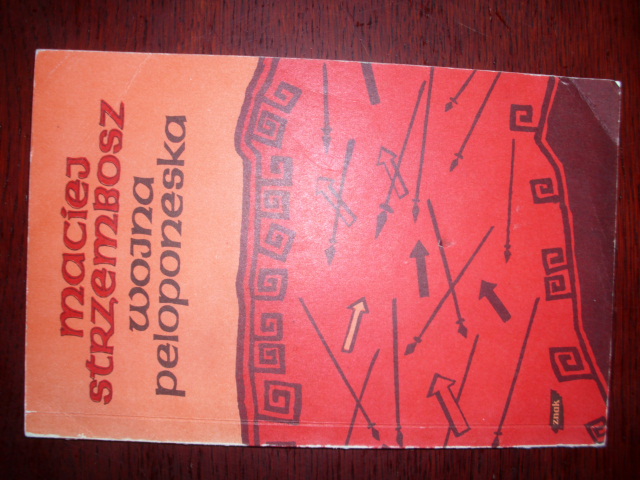 maciej
strzembosz
wojna
peloponeska
znak